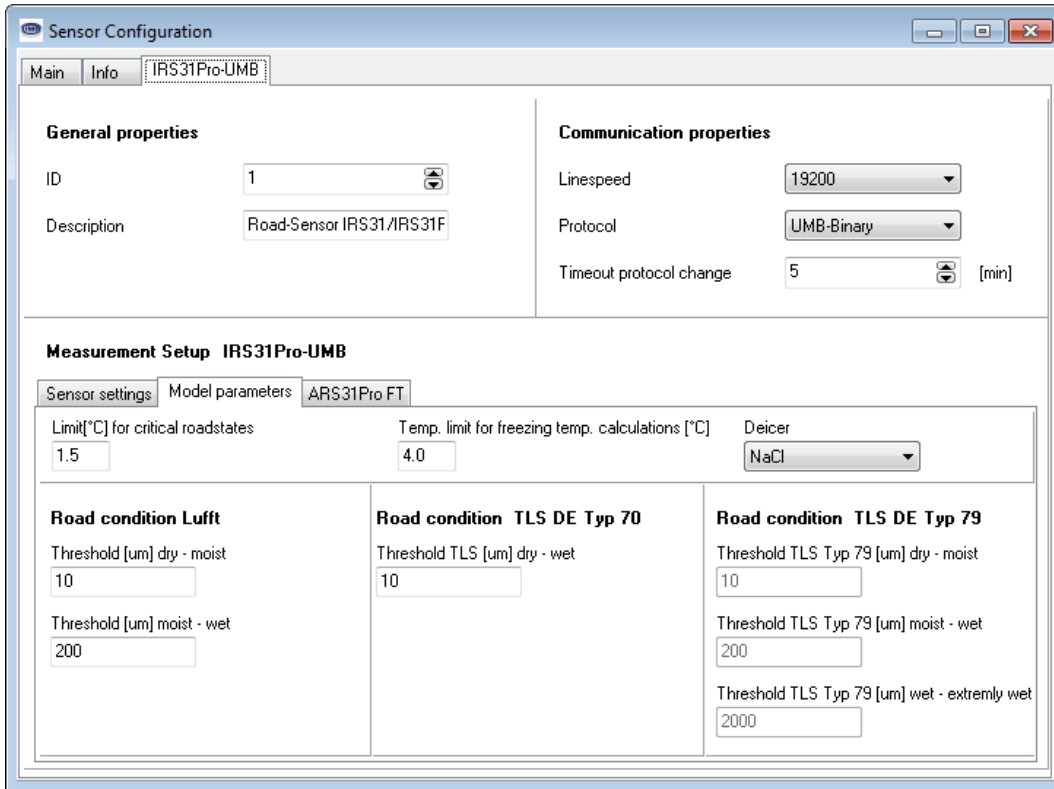 Sensor Configuration
Main Info IRS31Pro-UMB
General properties
ID 1
Description Road-Sensor IRS31/IRS31F
Communication properties
Linespeed 19200
Protocol UMB-Binary
Timeout protocol change 5 [min]
Measurement Setup IRS31Pro-UMB
Sensor settings Model parameters ARS31Pro FT
Limit[°C] for critical roadstates
1.5
Temp. limit for freezing temp. calculations [°C]
4.0
Deicer
NaCl
Road condition Lufft
Threshold [um] dry - moist
10
Threshold [um] moist - wet
200
Road condition TLS DE Typ 70
Threshold TLS [um] dry - wet
10
Road condition TLS DE Typ 79
Threshold TLS Typ 79 [um] dry - moist
10
Threshold TLS Typ 79 [um] moist - wet
200
Threshold TLS Typ 79 [um] wet - extremly wet
2000